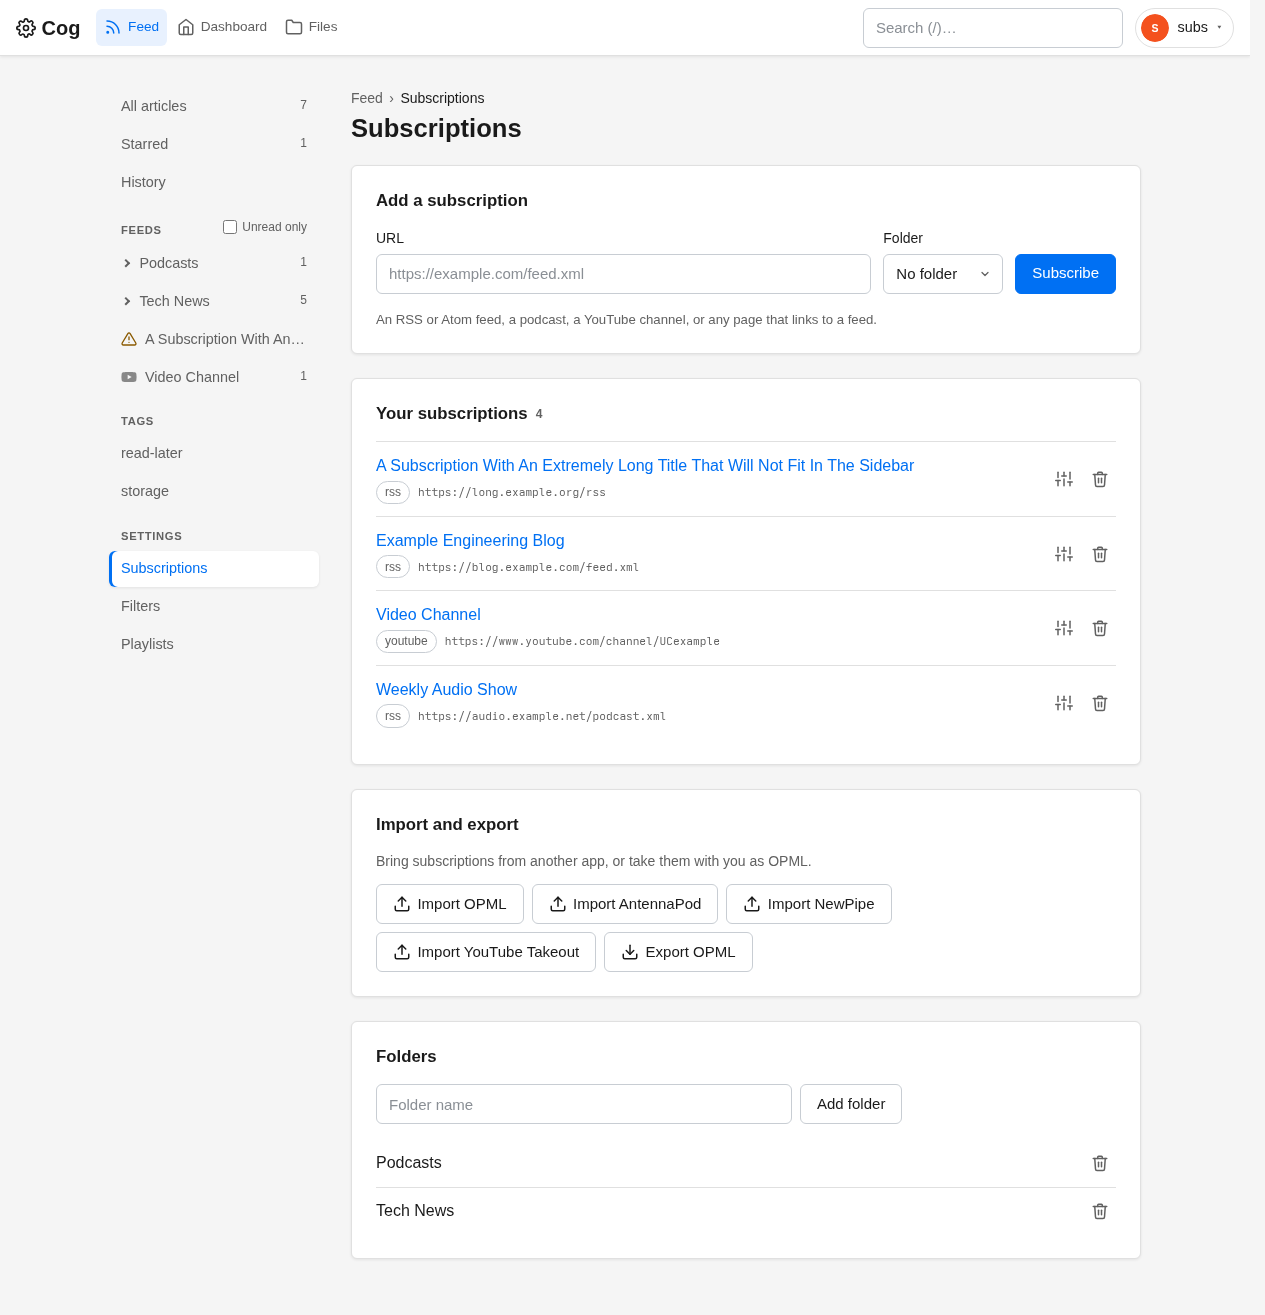 Cog
Feed
Dashboard
Files
Search (/)…
S
subs
All articles 7
Starred 1
History
FEEDS Unread only
Podcasts 1
Tech News 5
A Subscription With An…
Video Channel 1
TAGS
read-later
storage
SETTINGS
Subscriptions
Filters
Playlists
Feed › Subscriptions
Subscriptions
Add a subscription
URL
Folder
https://example.com/feed.xml
No folder
Subscribe
An RSS or Atom feed, a podcast, a YouTube channel, or any page that links to a feed.
Your subscriptions 4
A Subscription With An Extremely Long Title That Will Not Fit In The Sidebar
rss https://long.example.org/rss
Example Engineering Blog
rss https://blog.example.com/feed.xml
Video Channel
youtube https://www.youtube.com/channel/UCexample
Weekly Audio Show
rss https://audio.example.net/podcast.xml
Import and export
Bring subscriptions from another app, or take them with you as OPML.
Import OPML
Import AntennaPod
Import NewPipe
Import YouTube Takeout
Export OPML
Folders
Folder name
Add folder
Podcasts
Tech News